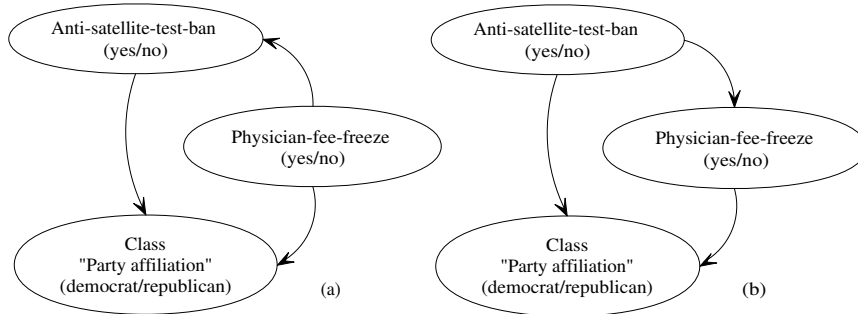 Anti-satellite-test-ban
(yes/no)
Physician-fee-freeze
(yes/no)
Class
"Party affiliation"
(democrat/republican)
(a)
Anti-satellite-test-ban
(yes/no)
Physician-fee-freeze
(yes/no)
Class
"Party affiliation"
(democrat/republican)
(b)